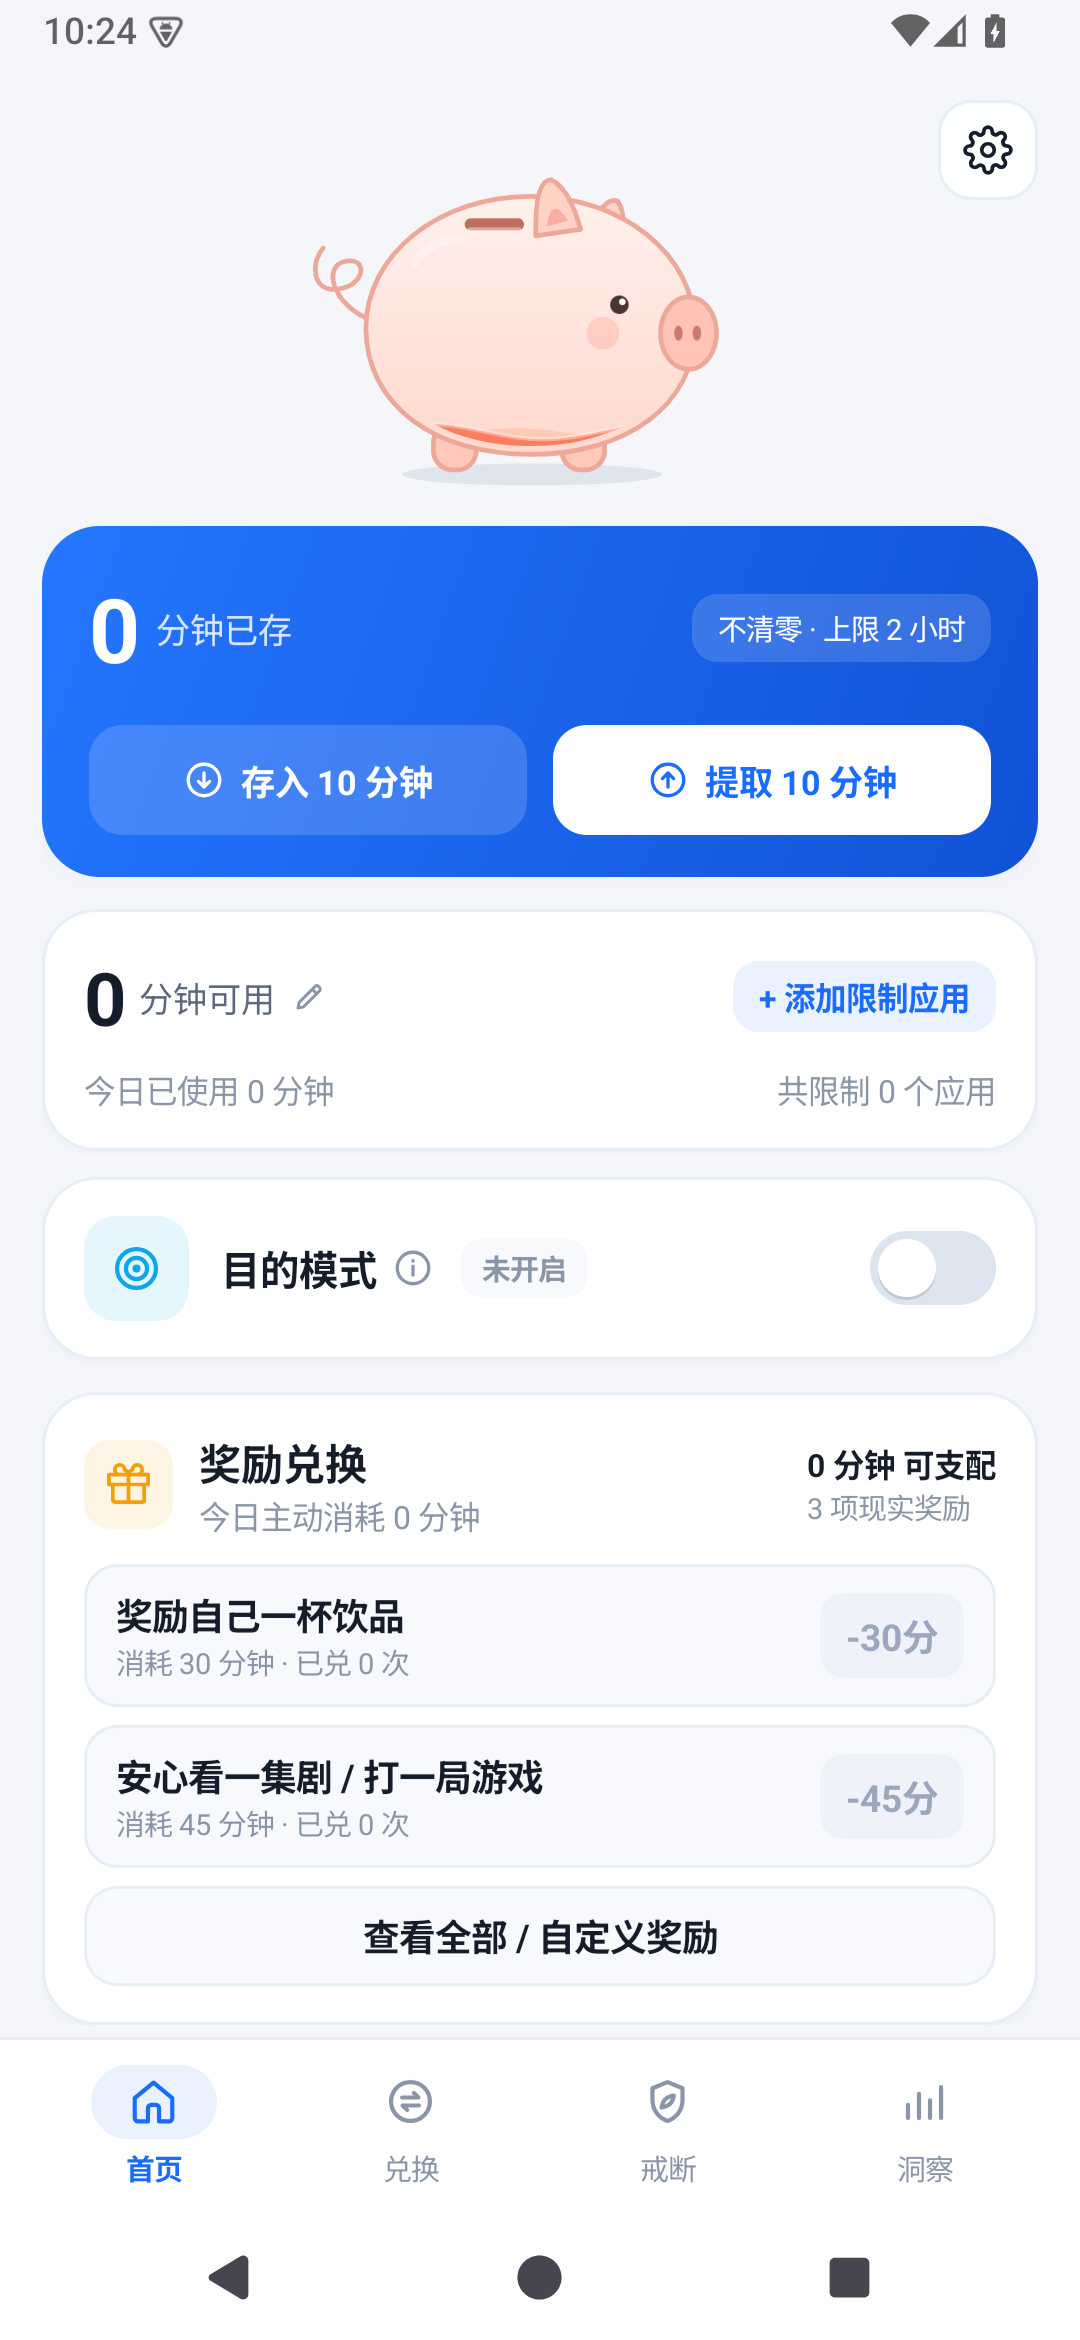 10:24
0 分钟已存
不清零 · 上限 2 小时
存入 10 分钟
提取 10 分钟
0 分钟可用
+ 添加限制应用
今日已使用 0 分钟
共限制 0 个应用
目的模式
未开启
奖励兑换
0 分钟 可支配
今日主动消耗 0 分钟
3 项现实奖励
奖励自己一杯饮品
消耗 30 分钟 · 已兑 0 次
-30分
安心看一集剧 / 打一局游戏
消耗 45 分钟 · 已兑 0 次
-45分
查看全部 / 自定义奖励
首页
兑换
戒断
洞察